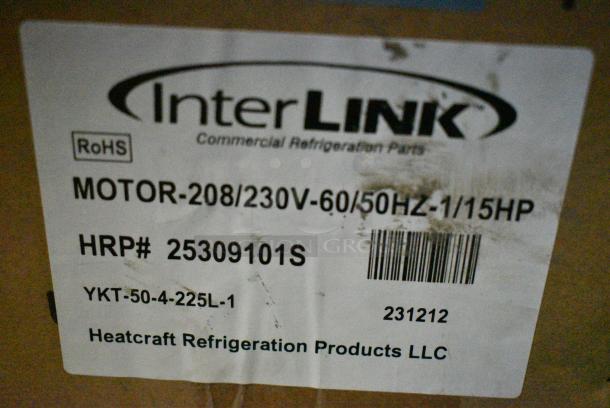 InterLINK
Commercial Refrigeration Parts
RoHS
MOTOR-208/230V-60/50HZ-1/15HP
HRP# 25309101S
YKT-50-4-225L-1
231212
Heatcraft Refrigeration Products LLC